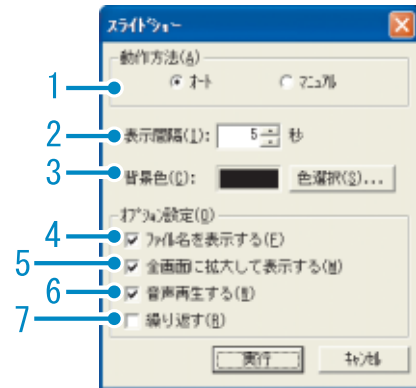 スライドショー
動作方法(A)
1
オート マニュアル
2 表示間隔(I): 5 秒
3 背景色(C): 色選択(S)...
オプション設定(O)
4 ファイル名を表示する(F)
5 全画面に拡大して表示する(M)
6 音声再生する(W)
7 繰り返す(R)
実行 キャンセル